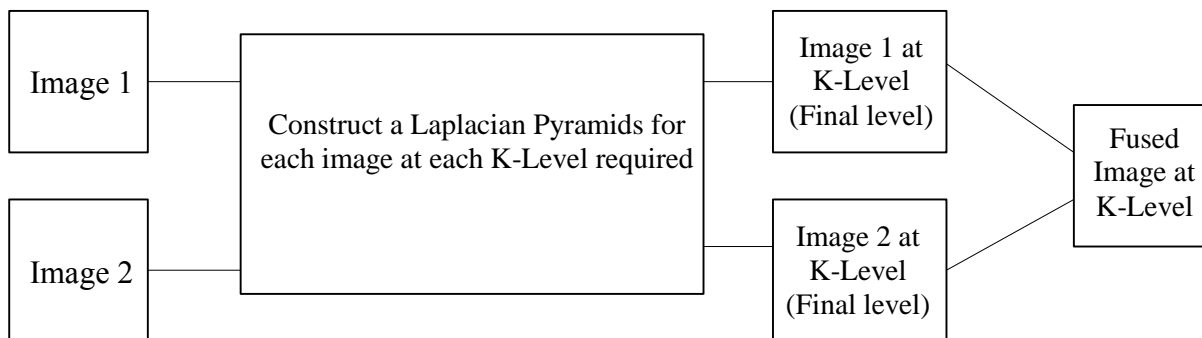 Image 1
Image 2
Construct a Laplacian Pyramids for
each image at each K-Level required
Image 1 at
K-Level
(Final level)
Image 2 at
K-Level
(Final level)
Fused
Image at
K-Level